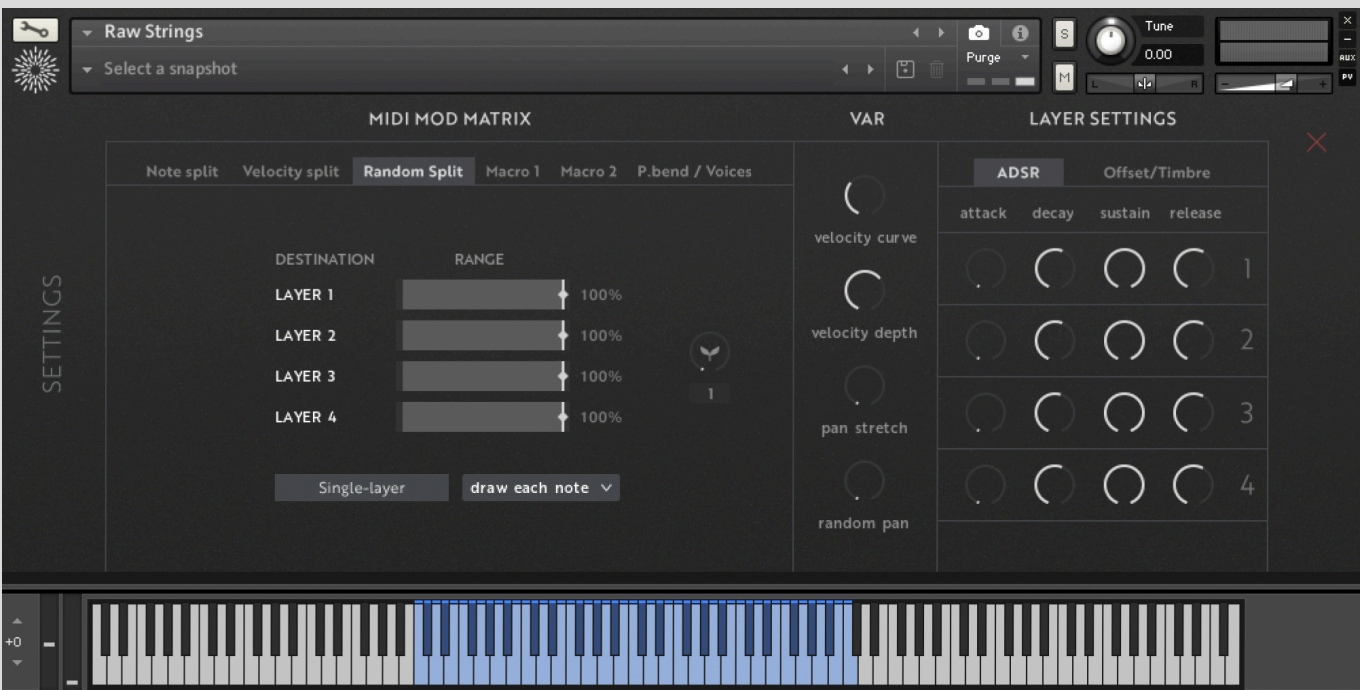 Raw Strings
Select a snapshot
Purge
S
M
Tune
0.00
L R
- +
×
-
AUX
PV
MIDI MOD MATRIX VAR LAYER SETTINGS
Note split Velocity split Random Split Macro 1 Macro 2 P.bend / Voices
ADSR Offset/Timbre
attack decay sustain release
velocity curve
DESTINATION RANGE
LAYER 1 100%
1
velocity depth
LAYER 2 100%
2
LAYER 3 100%
1
3
pan stretch
LAYER 4 100%
Single-layer draw each note
4
random pan
SETTINGS
+0